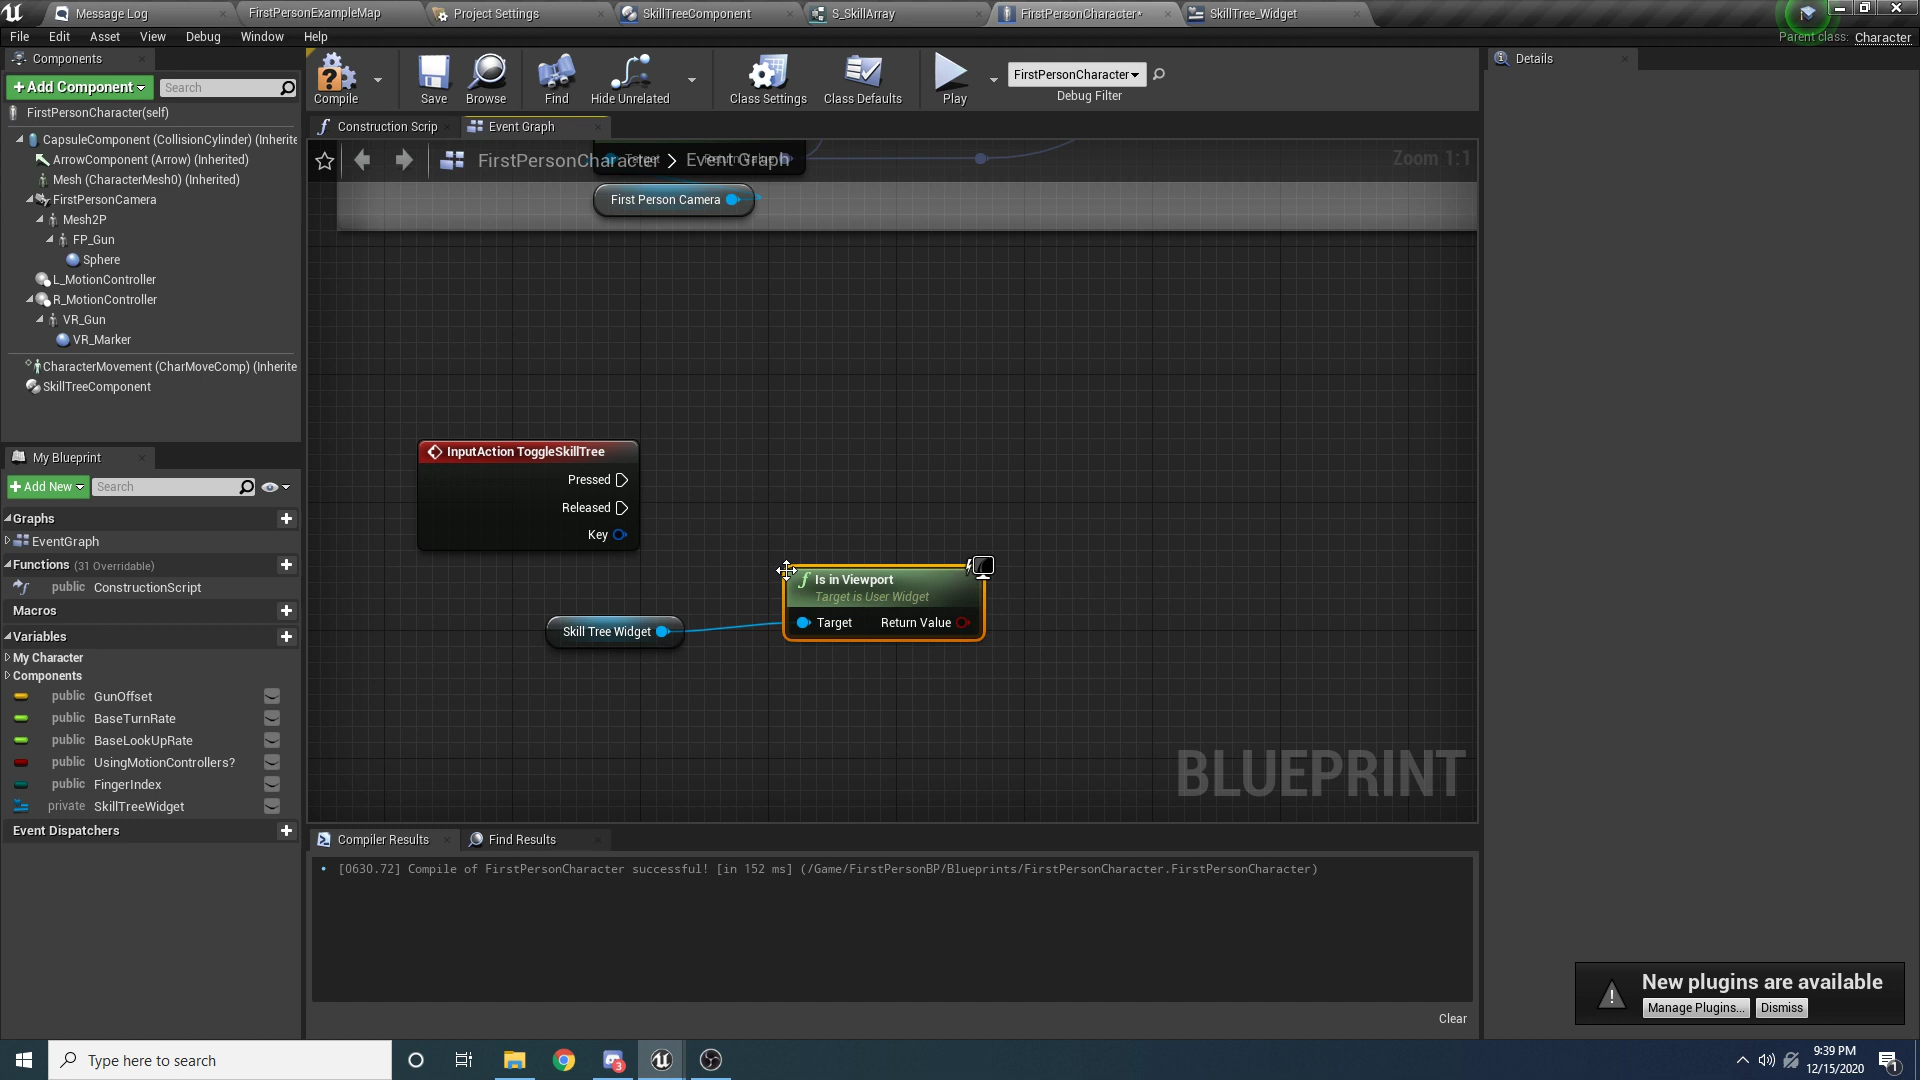 Message Log
FirstPersonExampleMap
Project Settings
SkillTreeComponent
S_SkillArray
FirstPersonCharacter*
SkillTree_Widget
File Edit Asset View Debug Window Help
Parent class: Character
Components
+Add Component
Search
FirstPersonCharacter(self)
CapsuleComponent (CollisionCylinder) (Inherite
ArrowComponent (Arrow) (Inherited)
Mesh (CharacterMesh0) (Inherited)
FirstPersonCamera
Mesh2P
FP_Gun
Sphere
L_MotionController
R_MotionController
VR_Gun
VR_Marker
CharacterMovement (CharMoveComp) (Inherite
SkillTreeComponent
Compile
Save
Browse
Find
Hide Unrelated
Class Settings
Class Defaults
Play
FirstPersonCharacter
Debug Filter
Details
Construction Scrip
Event Graph
FirstPersonCharacter > Event Graph
Zoom 1:1
Target Return Value
First Person Camera
InputAction ToggleSkillTree
Pressed
Released
Key
Is in Viewport
Target is User Widget
Target Return Value
Skill Tree Widget
BLUEPRINT
My Blueprint
+Add New
Search
Graphs
EventGraph
Functions (31 Overridable)
public ConstructionScript
Macros
Variables
My Character
Components
public GunOffset
public BaseTurnRate
public BaseLookUpRate
public UsingMotionControllers?
public FingerIndex
private SkillTreeWidget
Event Dispatchers
Compiler Results
Find Results
[0630.72] Compile of FirstPersonCharacter successful! [in 152 ms] (/Game/FirstPersonBP/Blueprints/FirstPersonCharacter.FirstPersonCharacter)
Clear
New plugins are available
Manage Plugins...
Dismiss
Type here to search
3
9:39 PM
12/15/2020
1